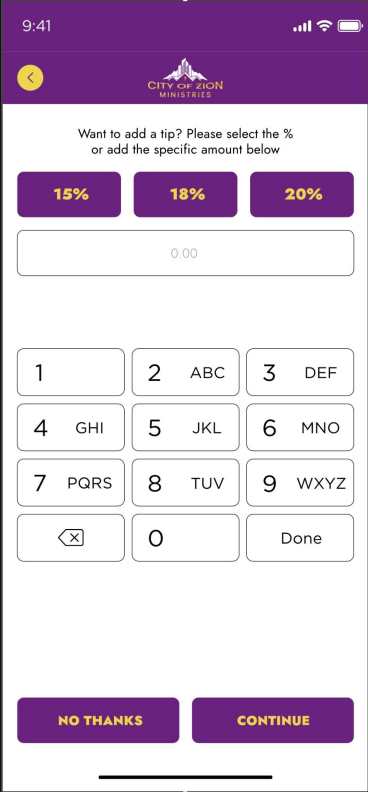 9:41
CITY OF ZION
MINISTRIES
Want to add a tip? Please select the %
or add the specific amount below
15% 18% 20%
0.00
1 2 ABC 3 DEF
4 GHI 5 JKL 6 MNO
7 PQRS 8 TUV 9 WXYZ
0 Done
NO THANKS CONTINUE